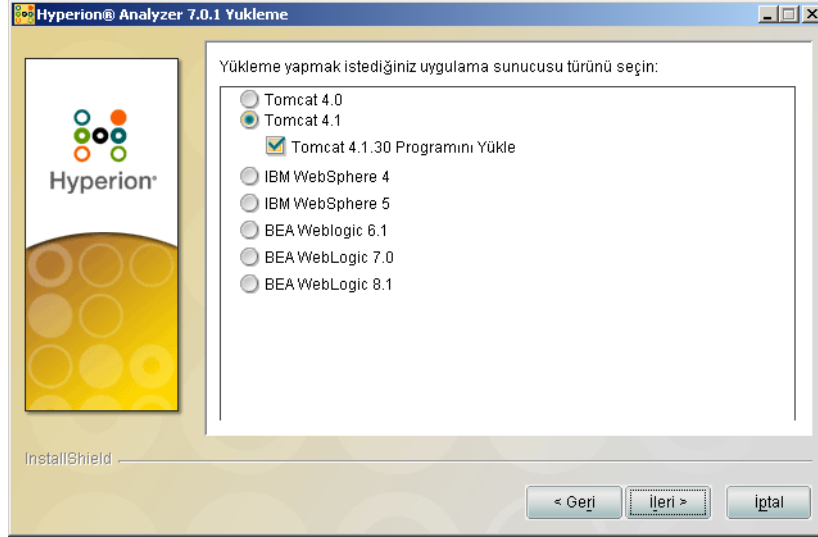 Hyperion® Analyzer 7.0.1 Yukleme
Yükleme yapmak istediğiniz uygulama sunucusu türünü seçin:
Tomcat 4.0
Tomcat 4.1
Tomcat 4.1.30 Programını Yükle
IBM WebSphere 4
IBM WebSphere 5
BEA Weblogic 6.1
BEA WebLogic 7.0
BEA WebLogic 8.1
Hyperion
InstallShield
< Geri
İleri >
İptal